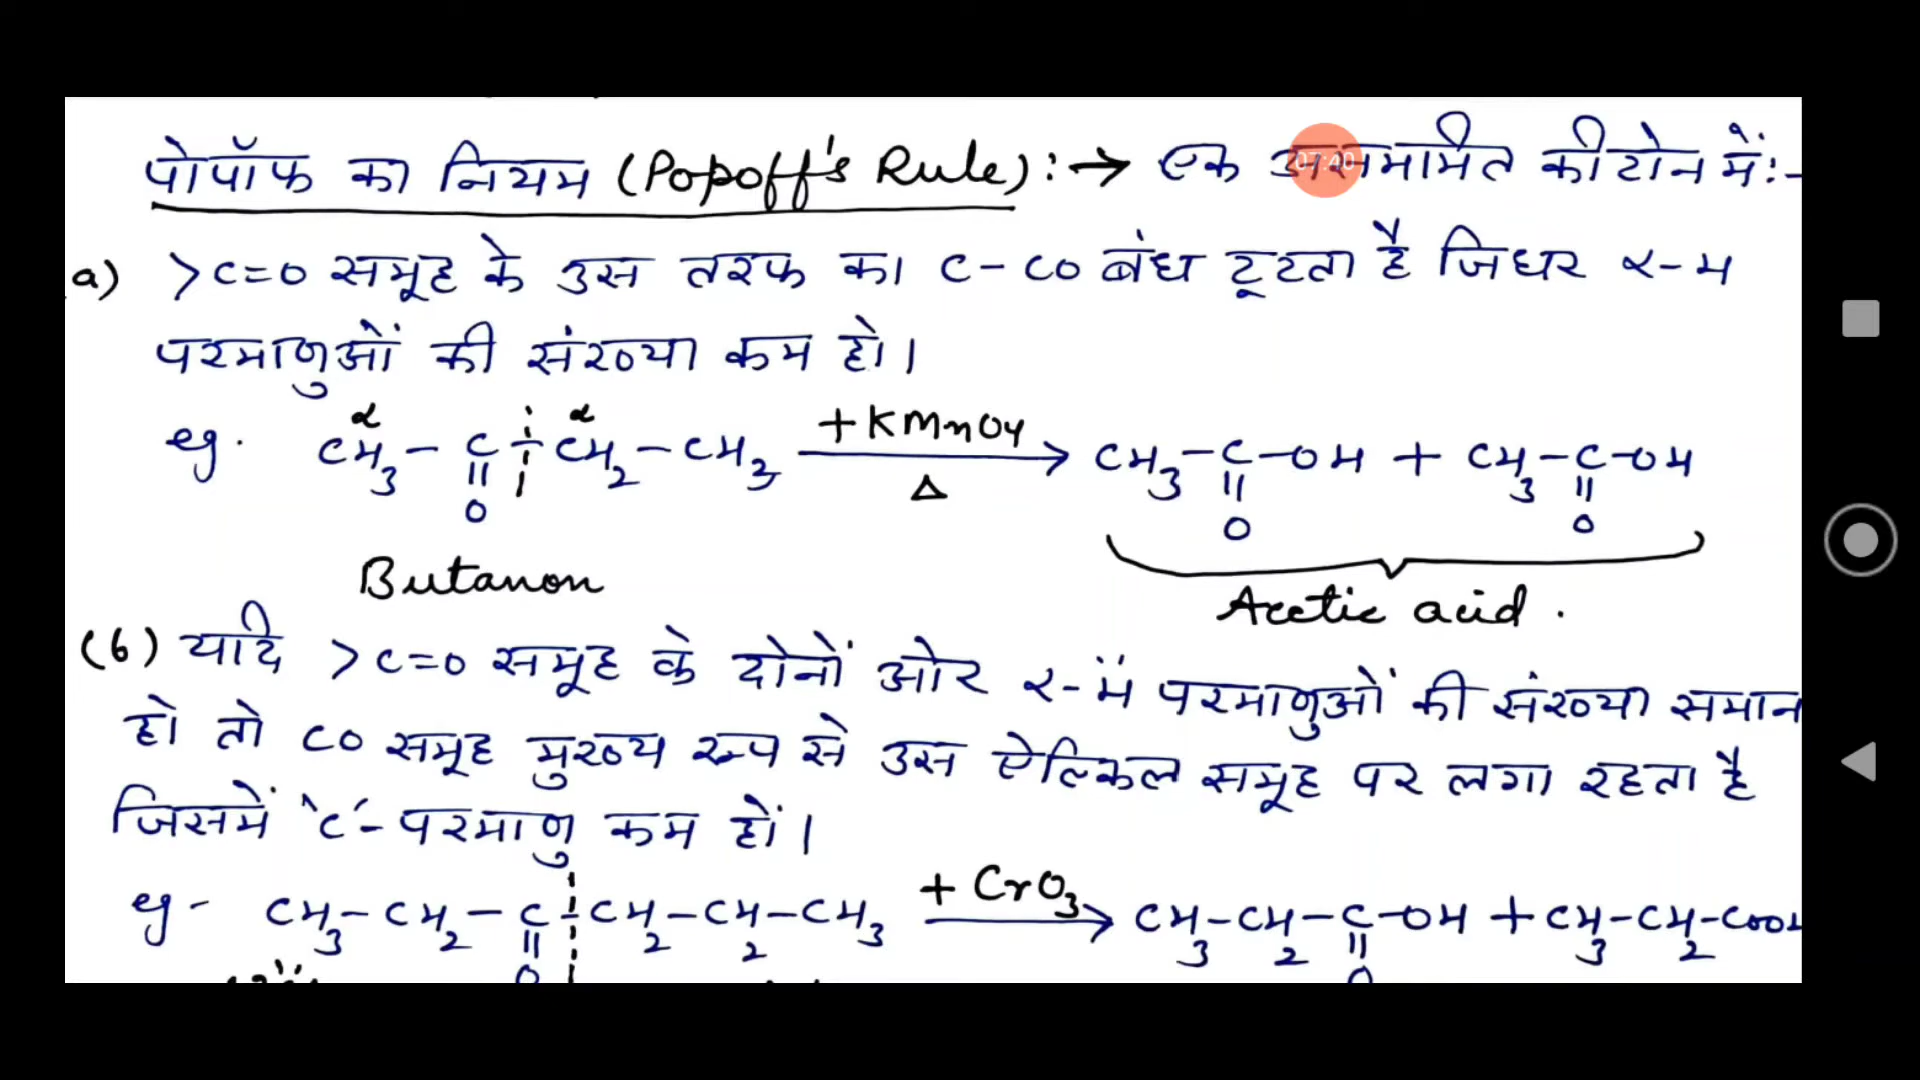 पोपॉफ का नियम (Popoff's Rule) :→ एक असममित कीटोन में:-
07:40
a) >C=O समूह के उस तरफ का C-CO बंध टूटता है जिधर α-H
परमाणुओं की संख्या कम हो।
α α
eg. CH₃-C-CH₂-CH₃ +KMnO₄ → Δ CH₃-C-OH + CH₃-C-OH
|| || ||
O O O
Butanon Acetic acid.
(b) यदि >C=O समूह के दोनों ओर α-H परमाणुओं की संख्या समान
हो तो CO समूह मुख्य रूप से उस ऐल्किल समूह पर लगा रहता है
जिसमें 'C'-परमाणु कम हों।
eg- CH₃-CH₂-C-CH₂-CH₂-CH₃ + CrO₃ → CH₃-CH₂-C-OH + CH₃-CH₂-COOH
|| ||
O O